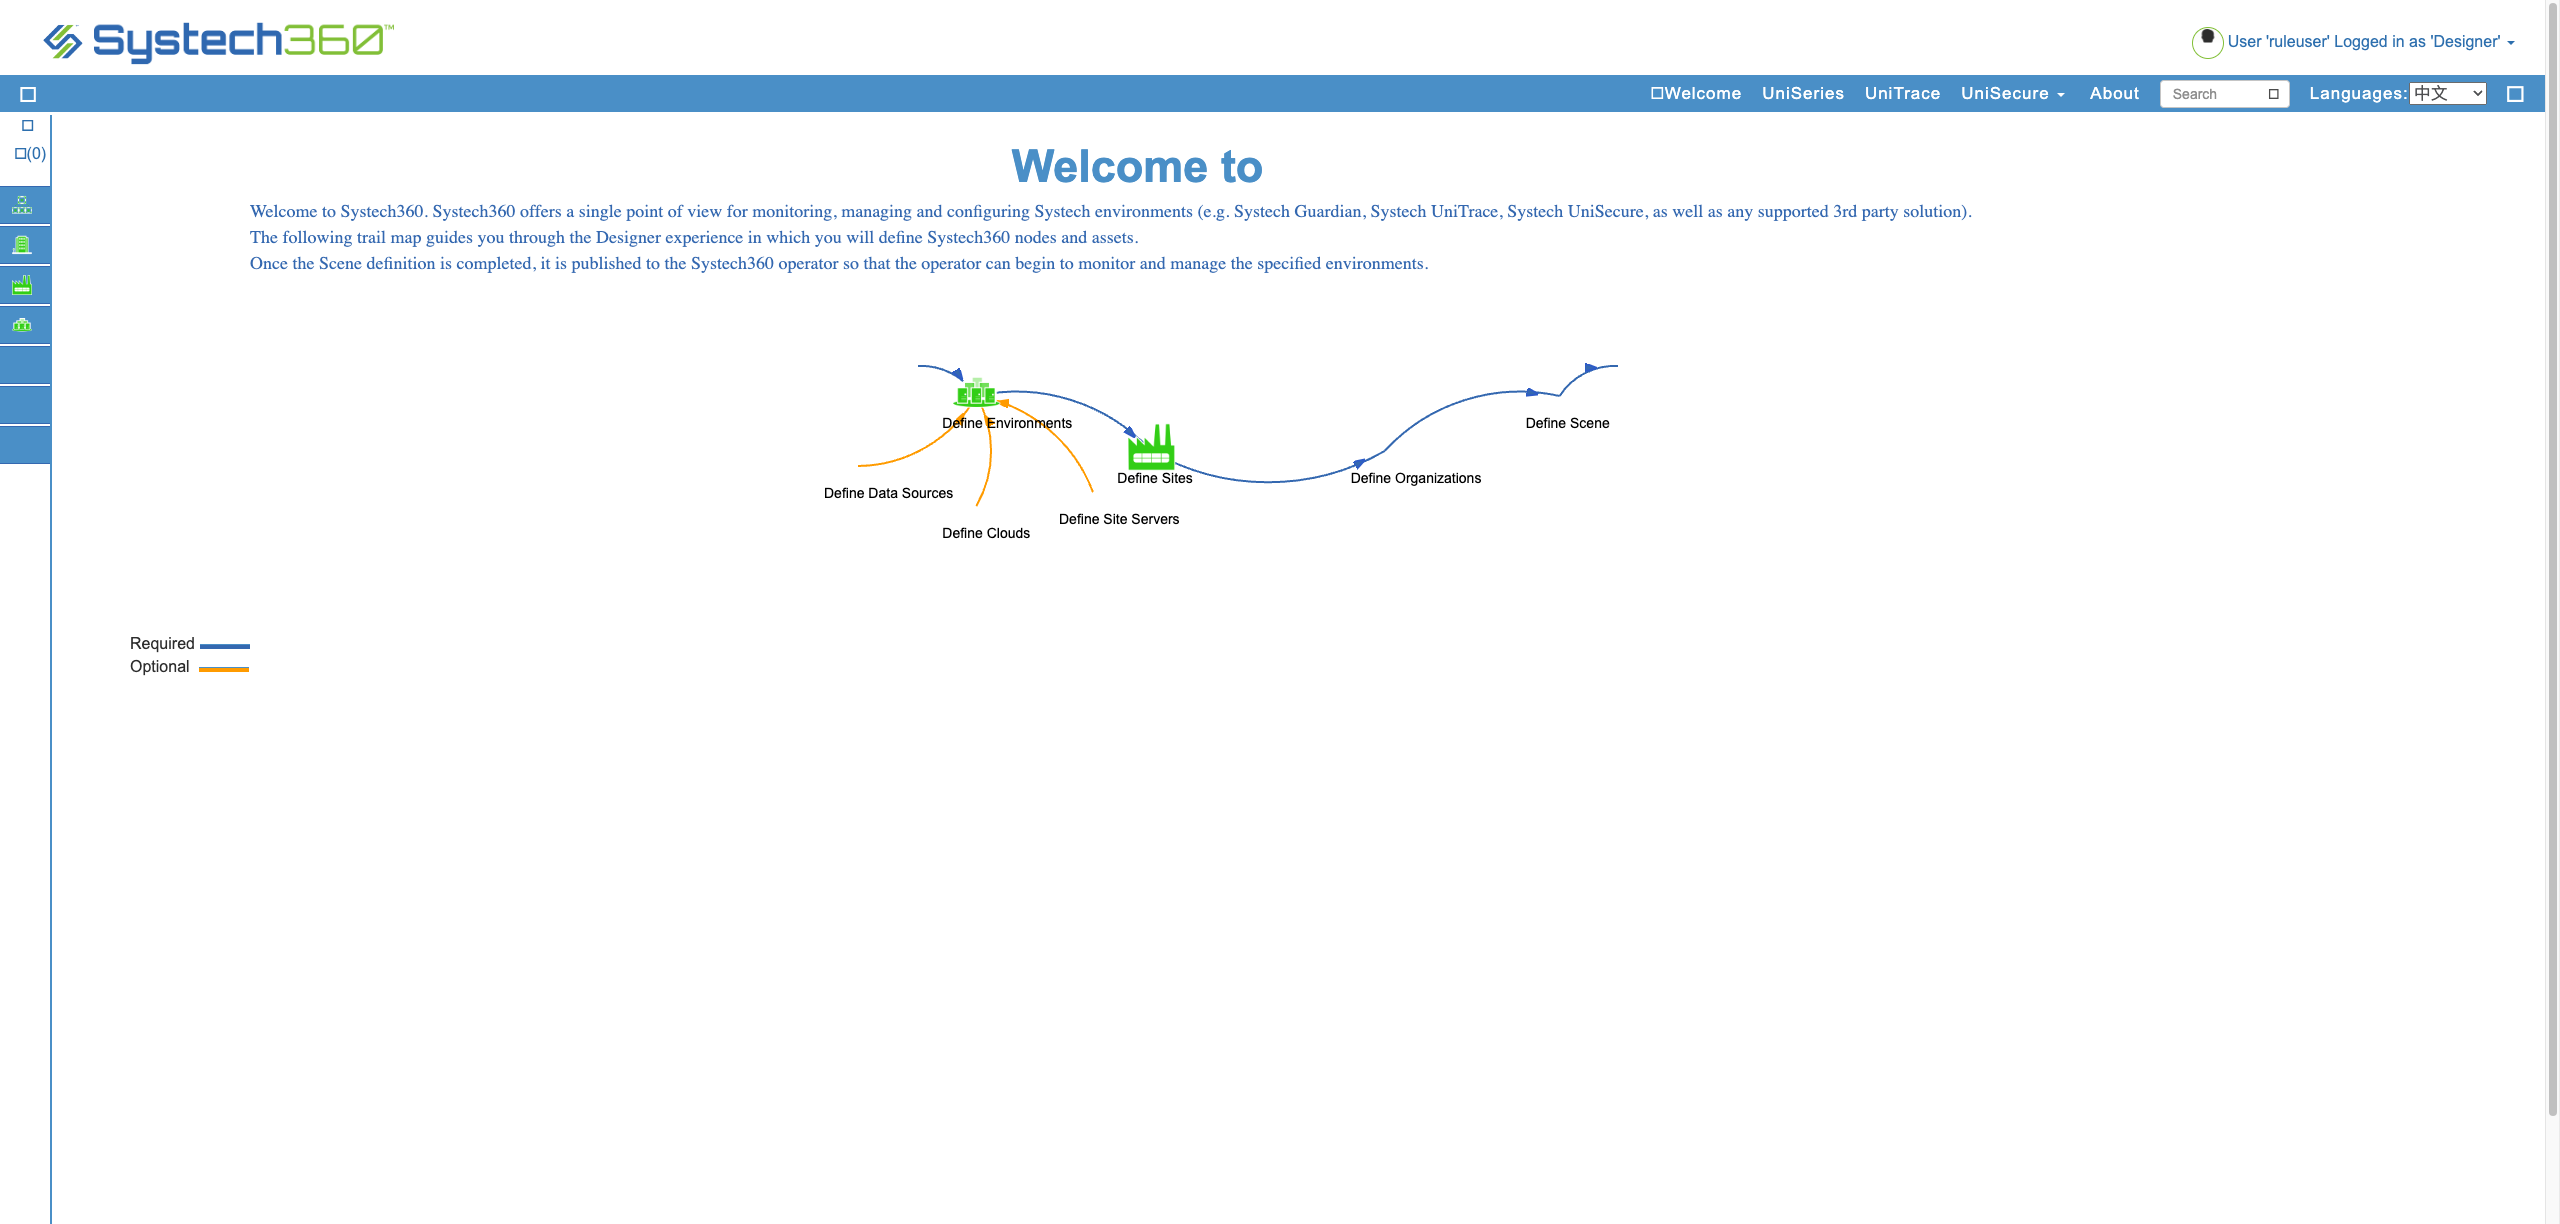 Systech360™
User 'ruleuser' Logged in as 'Designer'
Welcome UniSeries UniTrace UniSecure About Search Languages: 中文
(0)
Welcome to
Welcome to Systech360. Systech360 offers a single point of view for monitoring, managing and configuring Systech environments (e.g. Systech Guardian, Systech UniTrace, Systech UniSecure, as well as any supported 3rd party solution).
The following trail map guides you through the Designer experience in which you will define Systech360 nodes and assets.
Once the Scene definition is completed, it is published to the Systech360 operator so that the operator can begin to monitor and manage the specified environments.
Define Environments
Define Scene
Define Sites
Define Organizations
Define Data Sources
Define Site Servers
Define Clouds
Required
Optional